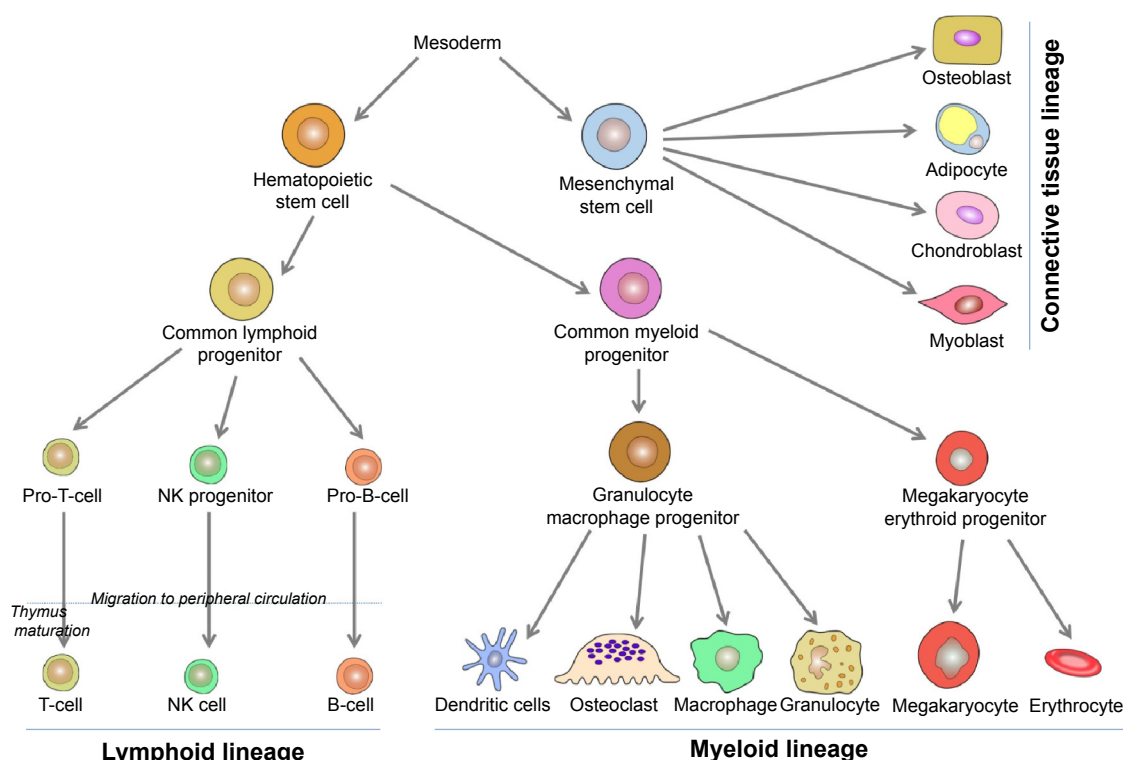 Mesoderm
Hematopoietic
stem cell
Mesenchymal
stem cell
Osteoblast
Adipocyte
Chondroblast
Myoblast
Connective tissue lineage
Common lymphoid
progenitor
Common myeloid
progenitor
Pro-T-cell
NK progenitor
Pro-B-cell
Granulocyte
macrophage progenitor
Megakaryocyte
erythroid progenitor
Migration to peripheral circulation
Thymus
maturation
T-cell
NK cell
B-cell
Dendritic cells
Osteoclast
Macrophage
Granulocyte
Megakaryocyte
Erythrocyte
Lymphoid lineage
Myeloid lineage